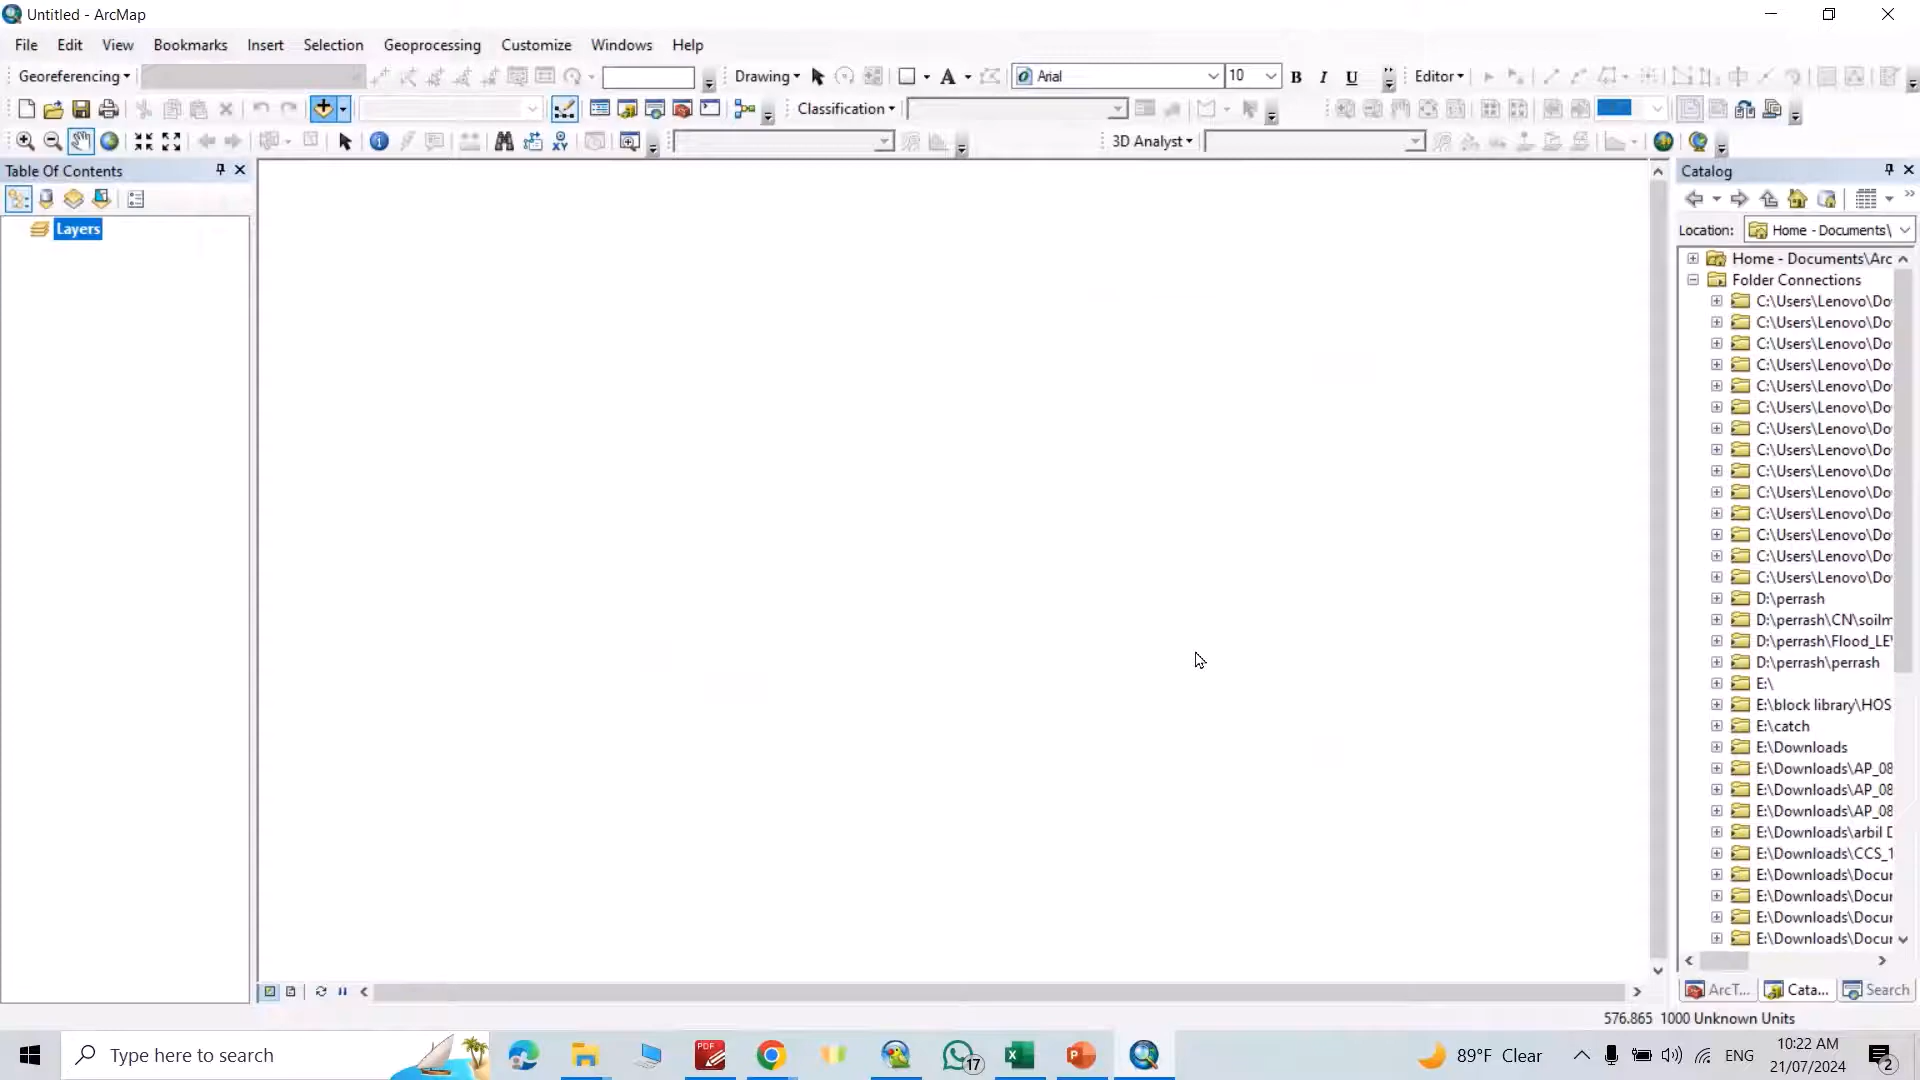 Untitled - ArcMap
File Edit View Bookmarks Insert Selection Geoprocessing Customize Windows Help
Georeferencing Drawing A Arial 10 B I U Editor
Classification
3D Analyst
Table Of Contents
Layers
Catalog
Location: Home - Documents\
Home - Documents\Arc
Folder Connections
C:\Users\Lenovo\Do
C:\Users\Lenovo\Do
C:\Users\Lenovo\Do
C:\Users\Lenovo\Do
C:\Users\Lenovo\Do
C:\Users\Lenovo\Do
C:\Users\Lenovo\Do
C:\Users\Lenovo\Do
C:\Users\Lenovo\Do
C:\Users\Lenovo\Do
C:\Users\Lenovo\Do
C:\Users\Lenovo\Do
C:\Users\Lenovo\Do
C:\Users\Lenovo\Do
D:\perrash
D:\perrash\CN\soilm
D:\perrash\Flood_LE
D:\perrash\perrash
E:\
E:\block library\HOS
E:\catch
E:\Downloads
E:\Downloads\AP_08
E:\Downloads\AP_08
E:\Downloads\AP_08
E:\Downloads\arbil D
E:\Downloads\CCS_1
E:\Downloads\Docur
E:\Downloads\Docur
E:\Downloads\Docur
E:\Downloads\Docur
ArcT... Cata... Search
576.865 1000 Unknown Units
Type here to search
PDF
17
89°F Clear
ENG
10:22 AM
21/07/2024
2